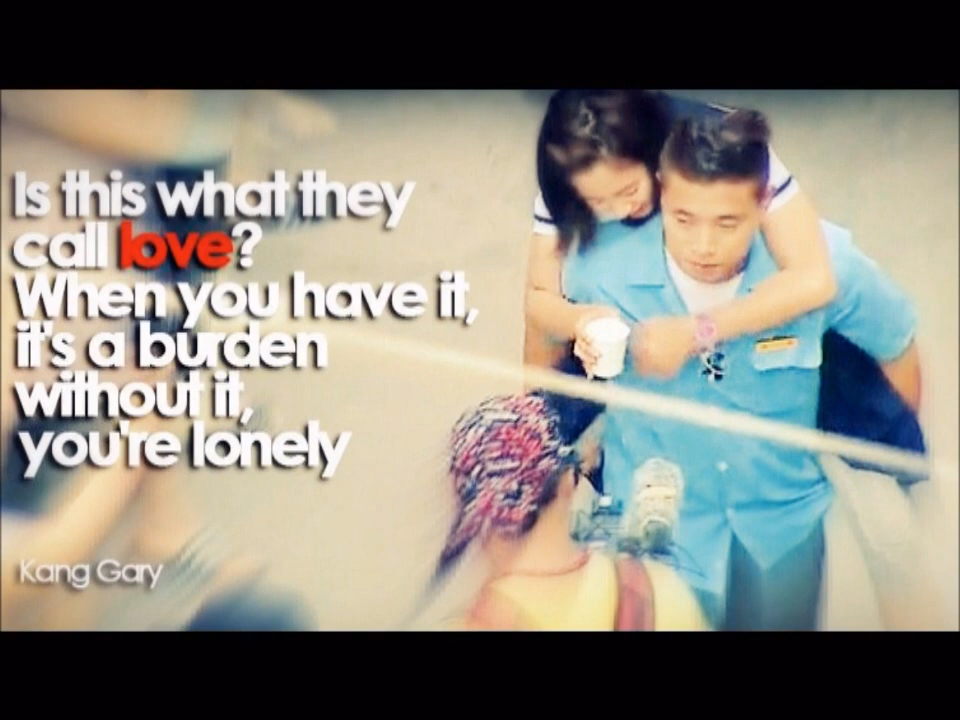 Is this what they
call love?
When you have it,
it's a burden
without it,
you're lonely
Kang Gary